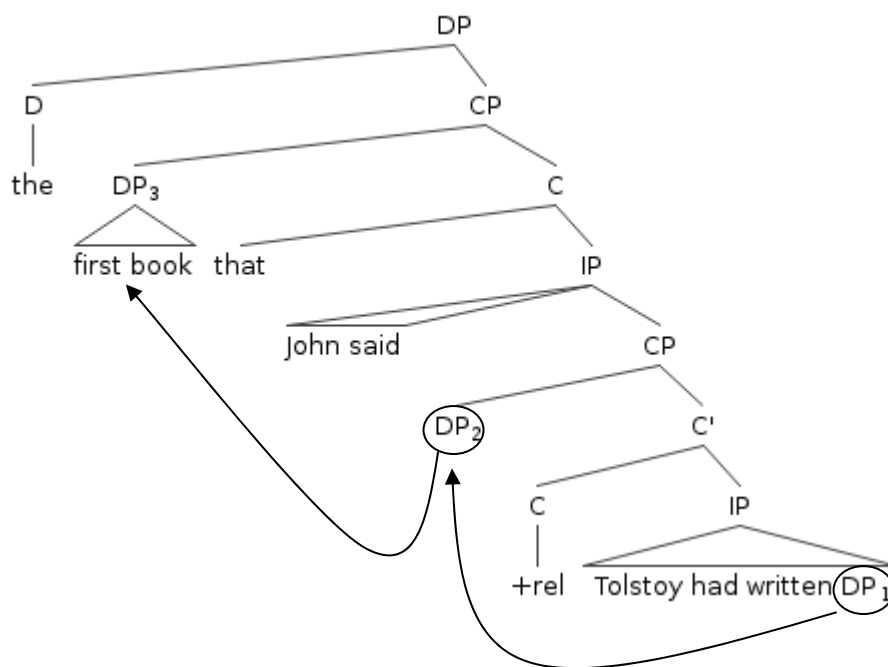 DP
D CP
the DP₃ C
first book that IP
John said CP
DP₂ C'
C IP
+rel Tolstoy had written DP₁